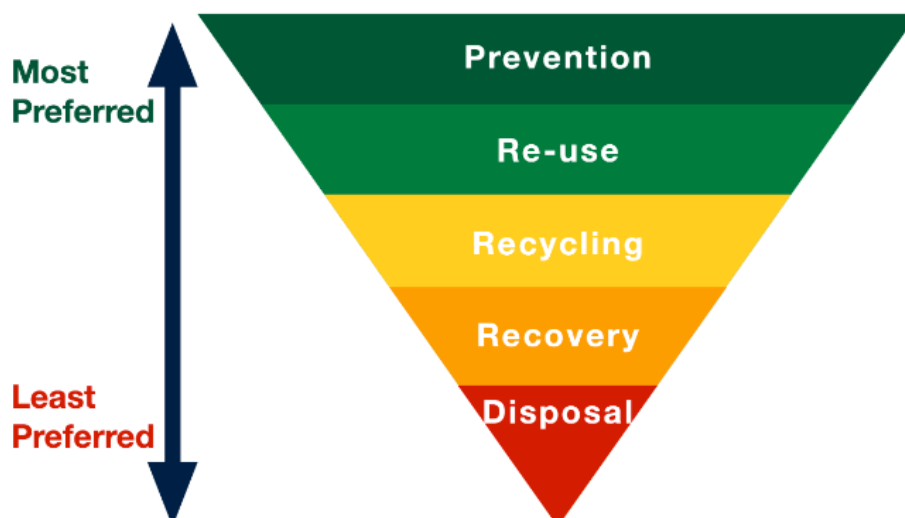 Most
Preferred
Prevention
Re-use
Recycling
Recovery
Least
Preferred
Disposal